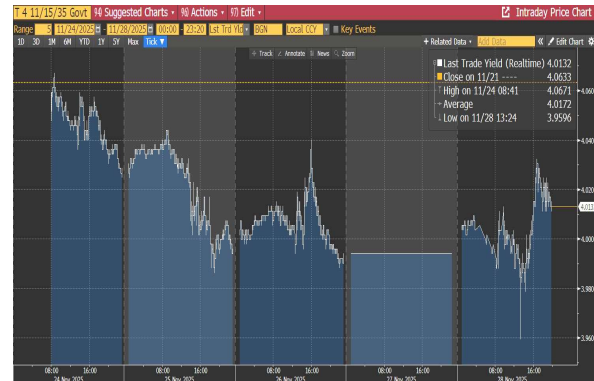 T 4 11/15/35 Govt 94) Suggested Charts 96) Actions 97) Edit Intraday Price Chart
Range 5 11/24/2025 - 11/28/2025 00:00 - 23:20 Lst Trd Yld BGN Local CCY Key Events
1D 3D 1M 6M YTD 1Y 5Y Max Tick ▼ + Related Data Add Data « Edit Chart
+ Track Annotate News Zoom
Last Trade Yield (Realtime) 4.0132
Close on 11/21 ---- 4.0633
High on 11/24 08:41 4.0671
Average 4.0172
Low on 11/28 13:24 3.9596
4.060
4.040
4.020
4.013
4.000
3.980
3.960
08:00 16:00 08:00 16:00 08:00 16:00 08:00 16:00 08:00 16:00
24 Nov 2025 25 Nov 2025 26 Nov 2025 27 Nov 2025 28 Nov 2025